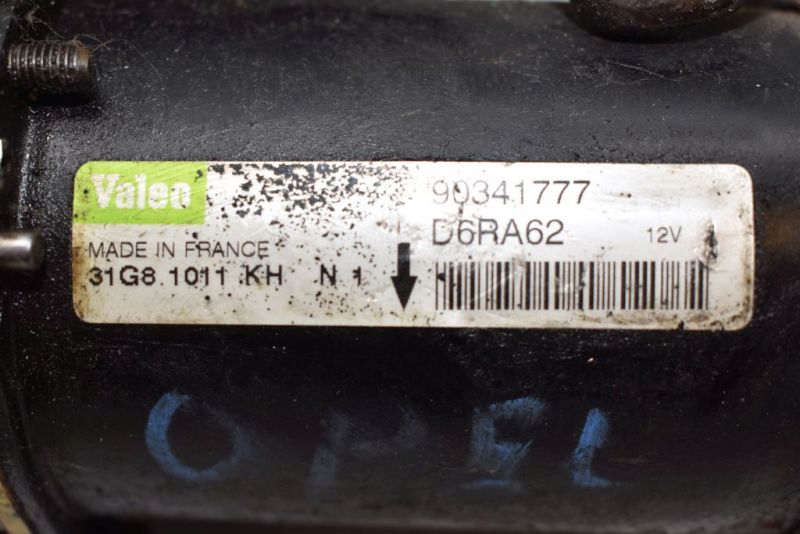 Valeo
90341777
D6RA62 12V
MADE IN FRANCE
31G8 1011 KH N 1
OPEL